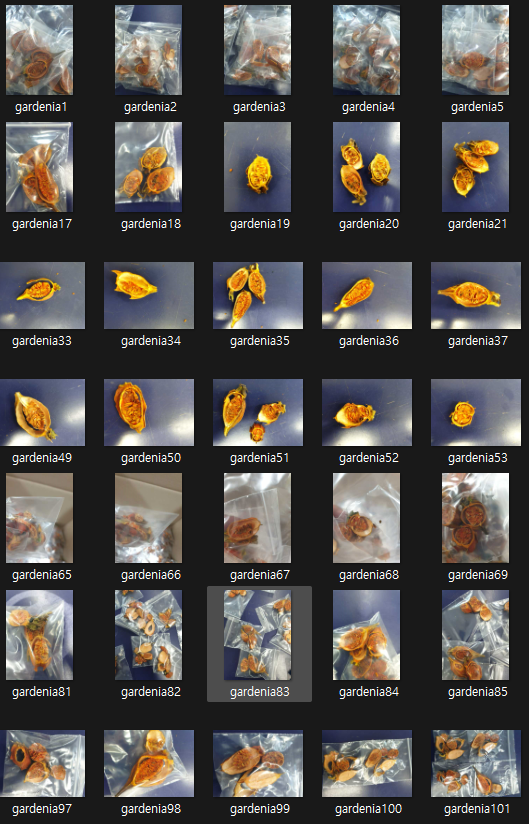 gardenia1 gardenia2 gardenia3 gardenia4 gardenia5
gardenia17 gardenia18 gardenia19 gardenia20 gardenia21
gardenia33 gardenia34 gardenia35 gardenia36 gardenia37
gardenia49 gardenia50 gardenia51 gardenia52 gardenia53
gardenia65 gardenia66 gardenia67 gardenia68 gardenia69
gardenia81 gardenia82 gardenia83 gardenia84 gardenia85
gardenia97 gardenia98 gardenia99 gardenia100 gardenia101